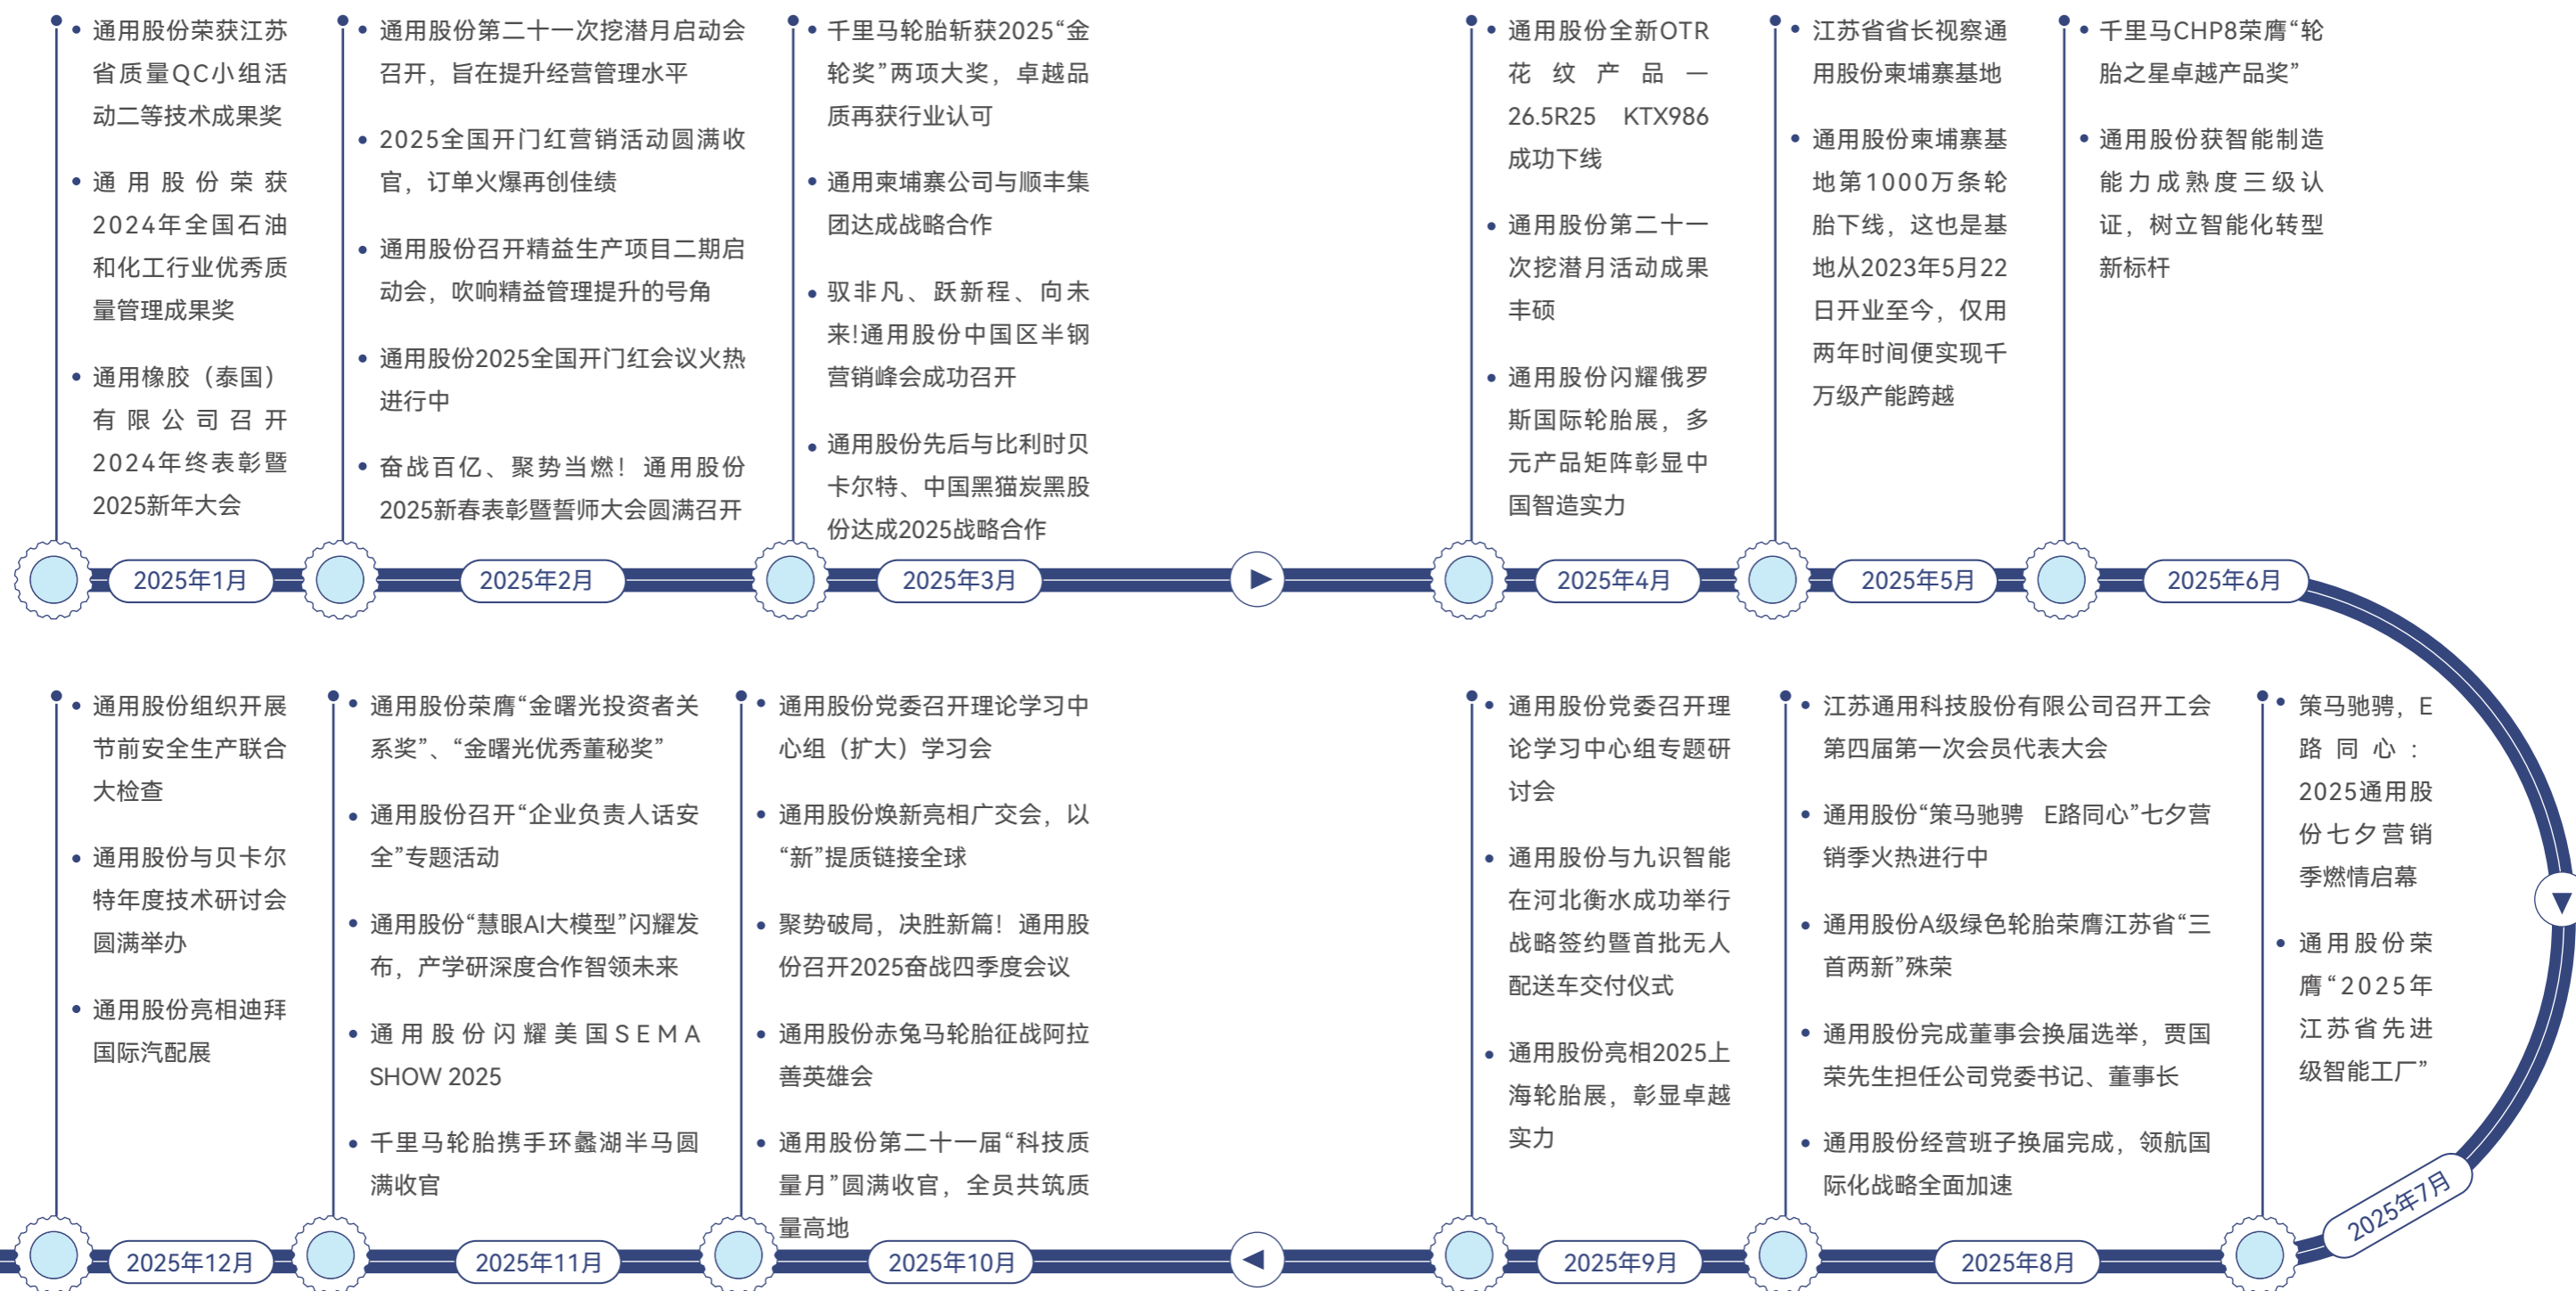 通用股份荣获江苏
省质量QC小组活
动二等技术成果奖
通用股份荣获
2024年全国石油
和化工行业优秀质
量管理成果奖
通用橡胶（泰国）
有限公司召开
2024年终表彰暨
2025新年大会
2025年1月
通用股份第二十一次挖潜月启动会
召开，旨在提升经营管理水平
2025全国开门红营销活动圆满收
官，订单火爆再创佳绩
通用股份召开精益生产项目二期启
动会，吹响精益管理提升的号角
通用股份2025全国开门红会议火热
进行中
奋战百亿、聚势当燃！通用股份
2025新春表彰暨誓师大会圆满召开
2025年2月
千里马轮胎斩获2025“金
轮奖”两项大奖，卓越品
质再获行业认可
通用柬埔寨公司与顺丰集
团达成战略合作
驭非凡、跃新程、向未
来!通用股份中国区半钢
营销峰会成功召开
通用股份先后与比利时贝
卡尔特、中国黑猫炭黑股
份达成2025战略合作
2025年3月
通用股份全新OTR
花纹产品—
26.5R25 KTX986
成功下线
通用股份第二十一
次挖潜月活动成果
丰硕
通用股份闪耀俄罗
斯国际轮胎展，多
元产品矩阵彰显中
国智造实力
2025年4月
江苏省省长视察通
用股份柬埔寨基地
通用股份柬埔寨基
地第1000万条轮
胎下线，这也是基
地从2023年5月22
日开业至今，仅用
两年时间便实现千
万级产能跨越
2025年5月
千里马CHP8荣膺“轮
胎之星卓越产品奖”
通用股份获智能制造
能力成熟度三级认
证，树立智能化转型
新标杆
2025年6月
策马驰骋，E
路同心：
2025通用股
份七夕营销
季燃情启幕
通用股份荣
膺“2025年
江苏省先进
级智能工厂”
2025年7月
江苏通用科技股份有限公司召开工会
第四届第一次会员代表大会
通用股份“策马驰骋 E路同心”七夕营
销季火热进行中
通用股份A级绿色轮胎荣膺江苏省“三
首两新”殊荣
通用股份完成董事会换届选举，贾国
荣先生担任公司党委书记、董事长
通用股份经营班子换届完成，领航国
际化战略全面加速
2025年8月
通用股份党委召开理
论学习中心组专题研
讨会
通用股份与九识智能
在河北衡水成功举行
战略签约暨首批无人
配送车交付仪式
通用股份亮相2025上
海轮胎展，彰显卓越
实力
2025年9月
通用股份党委召开理论学习中
心组（扩大）学习会
通用股份焕新亮相广交会，以
“新”提质链接全球
聚势破局，决胜新篇！通用股
份召开2025奋战四季度会议
通用股份赤兔马轮胎征战阿拉
善英雄会
通用股份第二十一届“科技质
量月”圆满收官，全员共筑质
量高地
2025年10月
通用股份荣膺“金曙光投资者关
系奖”、“金曙光优秀董秘奖”
通用股份召开“企业负责人话安
全”专题活动
通用股份“慧眼AI大模型”闪耀发
布，产学研深度合作智领未来
通用股份闪耀美国SEMA
SHOW 2025
千里马轮胎携手环蠡湖半马圆
满收官
2025年11月
通用股份组织开展
节前安全生产联合
大检查
通用股份与贝卡尔
特年度技术研讨会
圆满举办
通用股份亮相迪拜
国际汽配展
2025年12月